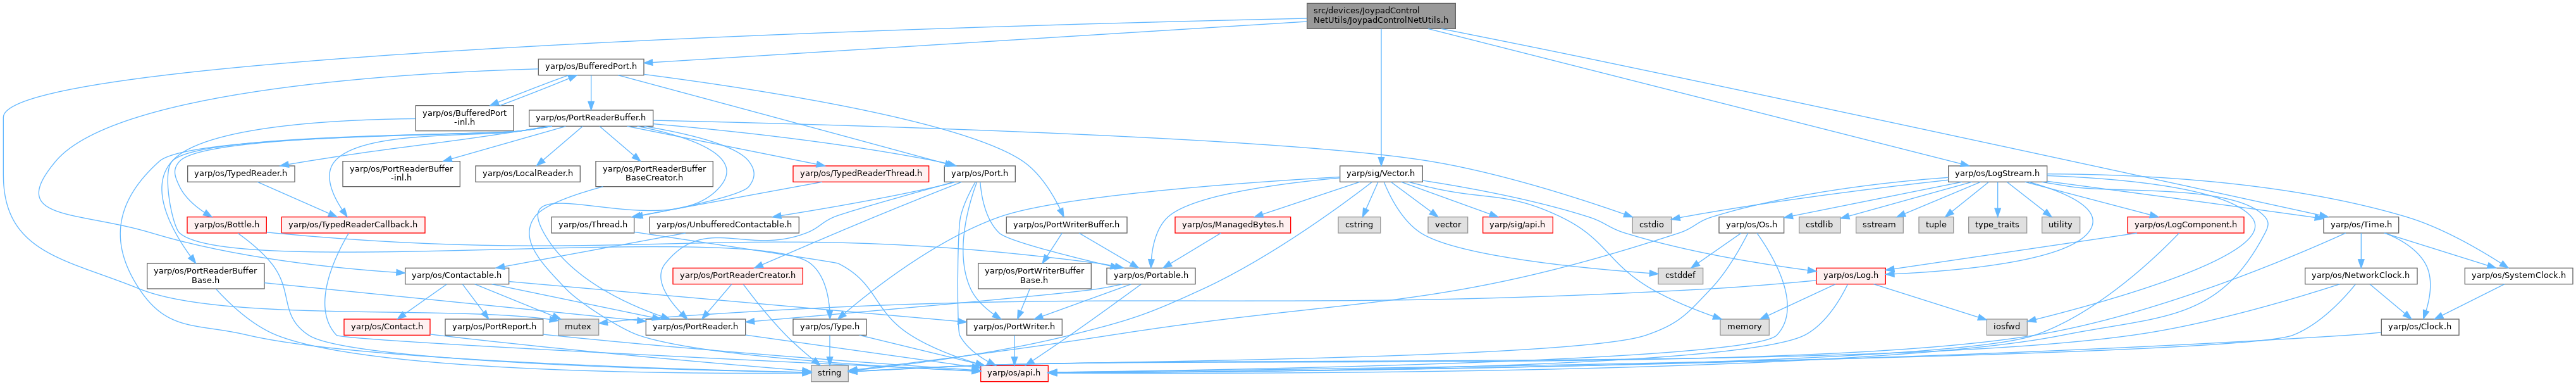 src/devices/JoypadControl
NetUtils/JoypadControlNetUtils.h
yarp/os/BufferedPort.h
yarp/os/BufferedPort
-inl.h
yarp/os/PortReaderBuffer.h
yarp/os/TypedReader.h
yarp/os/PortReaderBuffer
-inl.h
yarp/os/LocalReader.h
yarp/os/PortReaderBuffer
BaseCreator.h
yarp/os/TypedReaderThread.h
yarp/os/Port.h
yarp/sig/Vector.h
yarp/os/LogStream.h
yarp/os/Bottle.h
yarp/os/TypedReaderCallback.h
yarp/os/Thread.h
yarp/os/UnbufferedContactable.h
yarp/os/PortWriterBuffer.h
yarp/os/ManagedBytes.h
cstring
vector
yarp/sig/api.h
cstdio
yarp/os/Os.h
cstdlib
sstream
tuple
type_traits
utility
yarp/os/LogComponent.h
yarp/os/Time.h
yarp/os/PortReaderBuffer
Base.h
yarp/os/Contactable.h
yarp/os/PortReaderCreator.h
yarp/os/PortWriterBuffer
Base.h
yarp/os/Portable.h
cstddef
yarp/os/Log.h
yarp/os/NetworkClock.h
yarp/os/SystemClock.h
yarp/os/Contact.h
yarp/os/PortReport.h
mutex
yarp/os/PortReader.h
yarp/os/Type.h
yarp/os/PortWriter.h
memory
iosfwd
yarp/os/Clock.h
string
yarp/os/api.h